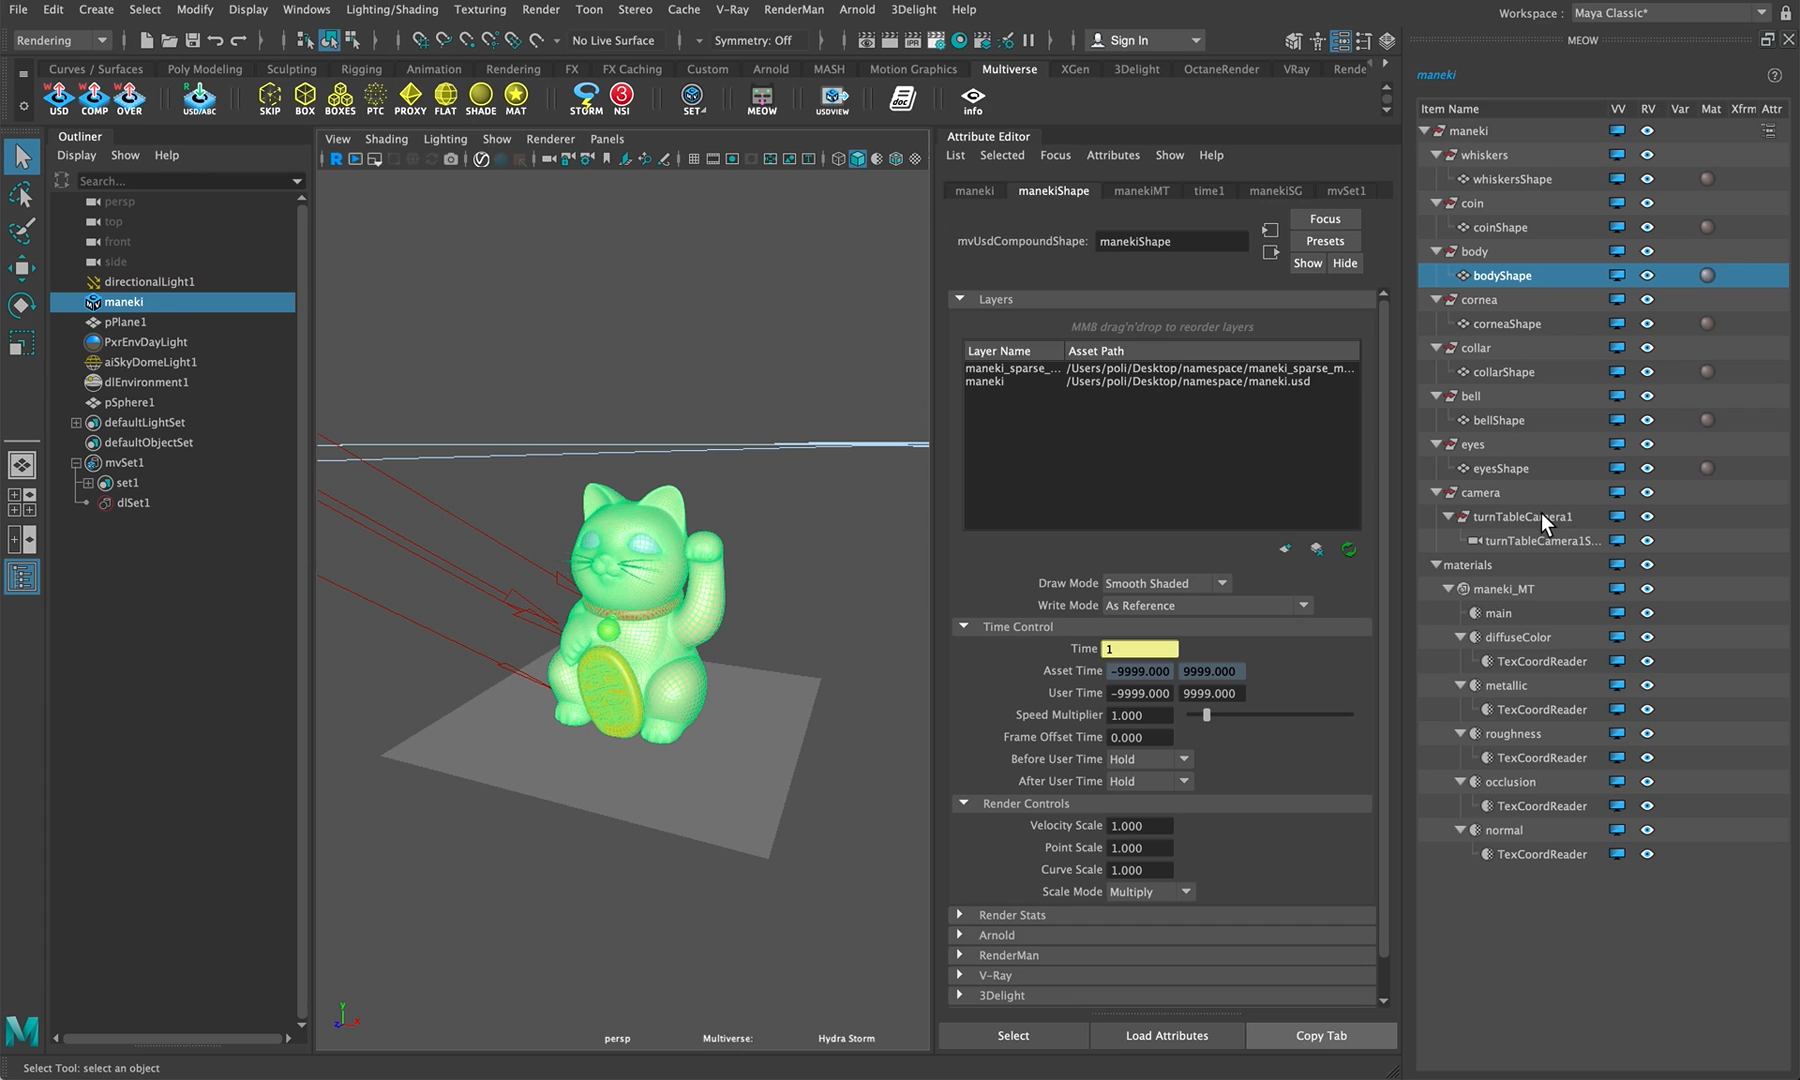 File Edit Create Select Modify Display Windows Lighting/Shading Texturing Render Toon Stereo Cache V-Ray RenderMan Arnold 3Delight Help
Workspace : Maya Classic*
Rendering No Live Surface Symmetry: Off IPR Sign In
MEOW
Curves / Surfaces Poly Modeling Sculpting Rigging Animation Rendering FX FX Caching Custom Arnold MASH Motion Graphics Multiverse XGen 3Delight OctaneRender VRay Rende
USD COMP OVER USD/ABC SKIP BOX BOXES PTC PROXY FLAT SHADE MAT STORM NSI SET MEOW USDVIEW doc info
Outliner
Display Show Help
Search...
persp
top
front
side
directionalLight1
maneki
pPlane1
PxrEnvDayLight
aiSkyDomeLight1
dlEnvironment1
pSphere1
defaultLightSet
defaultObjectSet
mvSet1
set1
dlSet1
View Shading Lighting Show Renderer Panels
persp Multiverse: Hydra Storm
Attribute Editor
List Selected Focus Attributes Show Help
maneki manekiShape manekiMT time1 manekiSG mvSet1
mvUsdCompoundShape: manekiShape
Focus
Presets
Show Hide
Layers
MMB drag'n'drop to reorder layers
Layer Name Asset Path
maneki_sparse_... /Users/poli/Desktop/namespace/maneki_sparse_m...
maneki /Users/poli/Desktop/namespace/maneki.usd
Draw Mode Smooth Shaded
Write Mode As Reference
Time Control
Time 1
Asset Time -9999.000 9999.000
User Time -9999.000 9999.000
Speed Multiplier 1.000
Frame Offset Time 0.000
Before User Time Hold
After User Time Hold
Render Controls
Velocity Scale 1.000
Point Scale 1.000
Curve Scale 1.000
Scale Mode Multiply
Render Stats
Arnold
RenderMan
V-Ray
3Delight
Select Load Attributes Copy Tab
maneki
Item Name VV RV Var Mat Xfrm Attr
maneki
whiskers
whiskersShape
coin
coinShape
body
bodyShape
cornea
corneaShape
collar
collarShape
bell
bellShape
eyes
eyesShape
camera
turnTableCamera1
turnTableCamera1S...
materials
maneki_MT
main
diffuseColor
TexCoordReader
metallic
TexCoordReader
roughness
TexCoordReader
occlusion
TexCoordReader
normal
TexCoordReader
Select Tool: select an object